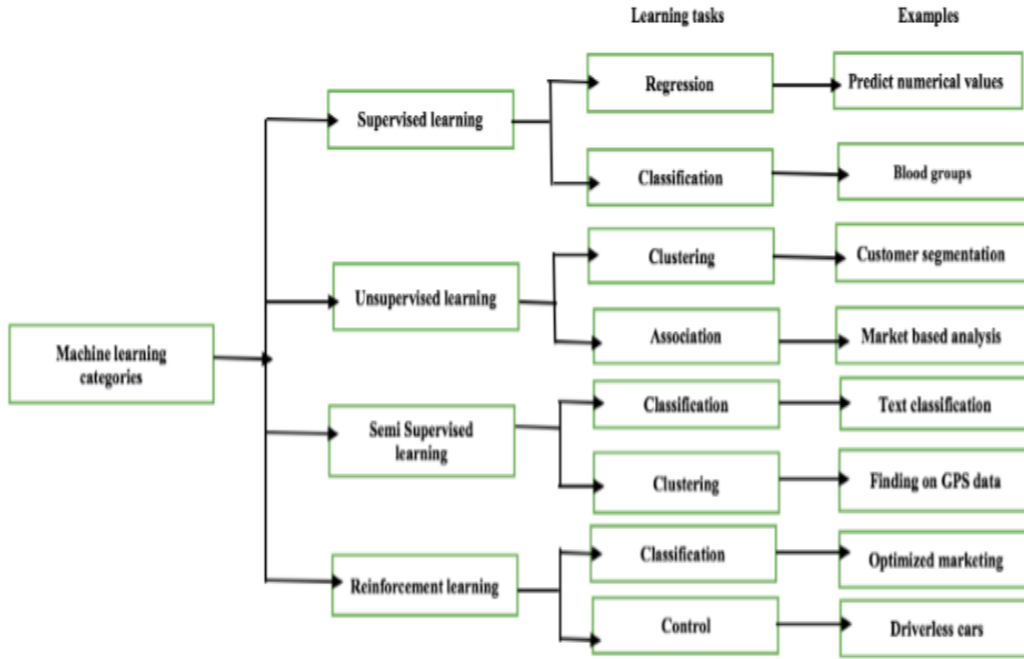 Learning tasks
Examples
Regression
Predict numerical values
Supervised learning
Classification
Blood groups
Clustering
Customer segmentation
Unsupervised learning
Association
Market based analysis
Machine learning
categories
Classification
Text classification
Semi Supervised
learning
Clustering
Finding on GPS data
Classification
Optimized marketing
Reinforcement learning
Control
Driverless cars